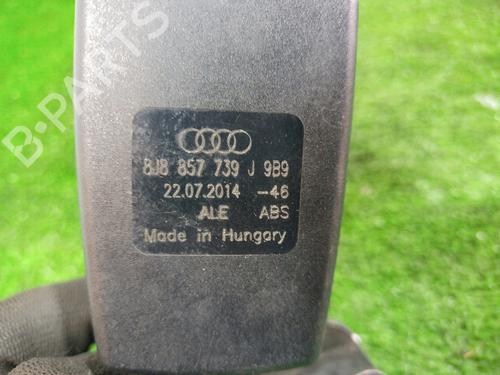 B-PARTS
8J8 857 739 J 9B9
22.07.2014 -46
ALE ABS
Made in Hungary